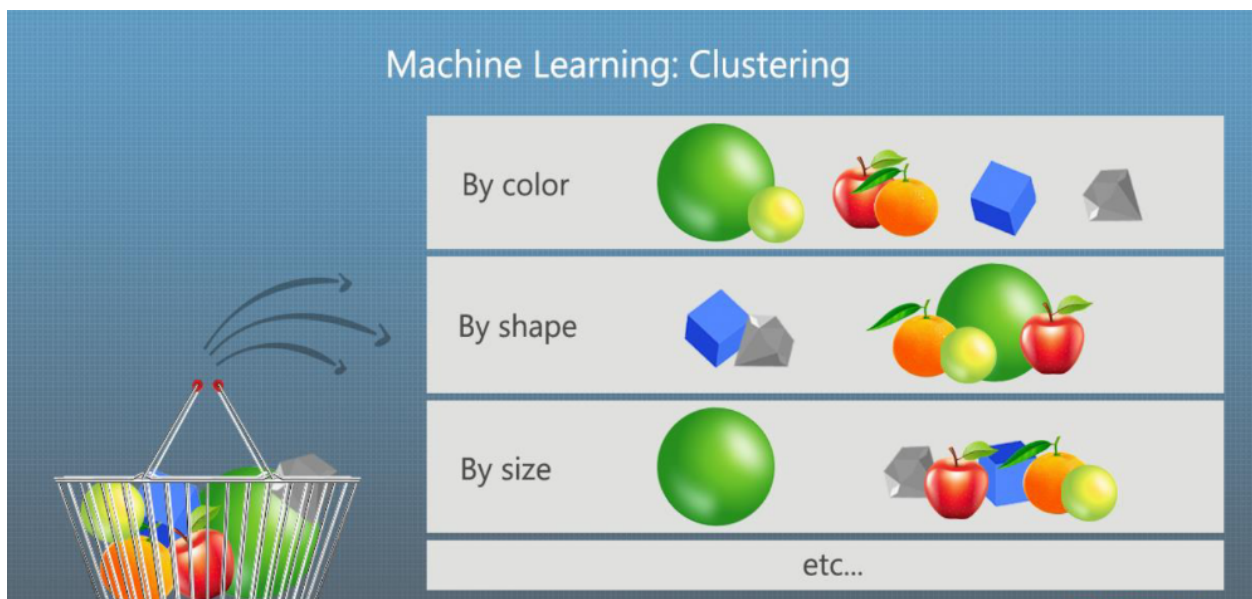 Machine Learning: Clustering
By color
By shape
By size
etc...